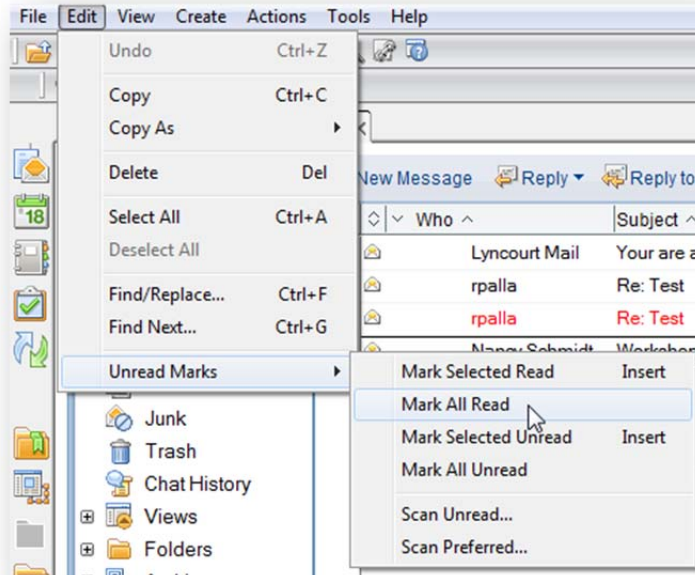 File Edit View Create Actions Tools Help
Undo Ctrl+Z
Copy Ctrl+C
Copy As
Delete Del
New Message Reply Reply to
Select All Ctrl+A
Who Subject
18
Deselect All
Lyncourt Mail Your are a
Find/Replace... Ctrl+F
rpalla Re: Test
Find Next... Ctrl+G
rpalla Re: Test
Nancy Schmidt Workshop
Unread Marks
Mark Selected Read Insert
Mark All Read
Mark Selected Unread Insert
Mark All Unread
Scan Unread...
Scan Preferred...
Junk
Trash
Chat History
Views
Folders